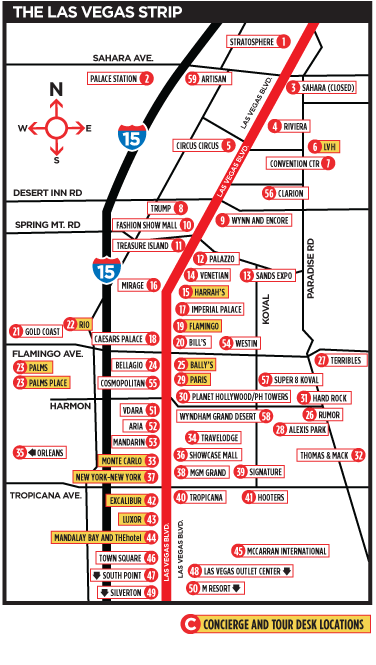 THE LAS VEGAS STRIP
STRATOSPHERE 1
SAHARA AVE.
PALACE STATION 2
59 ARTISAN
3 SAHARA (CLOSED)
N
W E
S
LAS VEGAS BLVD.
15
4 RIVIERA
CIRCUS CIRCUS 5
LAS VEGAS BLVD.
6 LVH
CONVENTION CTR 7
DESERT INN RD
56 CLARION
TRUMP 8
SPRING MT. RD
FASHION SHOW MALL 10
9 WYNN AND ENCORE
TREASURE ISLAND 11
PARADISE RD
12 PALAZZO
15
14 VENETIAN
13 SANDS EXPO
MIRAGE 16
15 HARRAH'S
KOVAL
17 IMPERIAL PALACE
22 RIO
21 GOLD COAST
19 FLAMINGO
CAESARS PALACE 18
20 BILL'S
54 WESTIN
FLAMINGO AVE.
27 TERRIBLES
23 PALMS
BELLAGIO 24
25 BALLY'S
23 PALMS PLACE
COSMOPOLITAN 55
29 PARIS
57 SUPER 8 KOVAL
30 PLANET HOLLYWOOD/PH TOWERS
31 HARD ROCK
HARMON
VDARA 51
WYNDHAM GRAND DESERT 58
26 RUMOR
ARIA 52
28 ALEXIS PARK
MANDARIN 53
34 TRAVELODGE
35 ORLEANS
36 SHOWCASE MALL
THOMAS & MACK 32
MONTE CARLO 33
38 MGM GRAND
39 SIGNATURE
NEW YORK-NEW YORK 37
TROPICANA AVE.
EXCALIBUR 42
40 TROPICANA
41 HOOTERS
LUXOR 43
MANDALAY BAY AND THEhotel 44
LAS VEGAS BLVD.
LAS VEGAS BLVD.
45 MCCARRAN INTERNATIONAL
TOWN SQUARE 46
SOUTH POINT 47
48 LAS VEGAS OUTLET CENTER
SILVERTON 49
50 M RESORT
C CONCIERGE AND TOUR DESK LOCATIONS